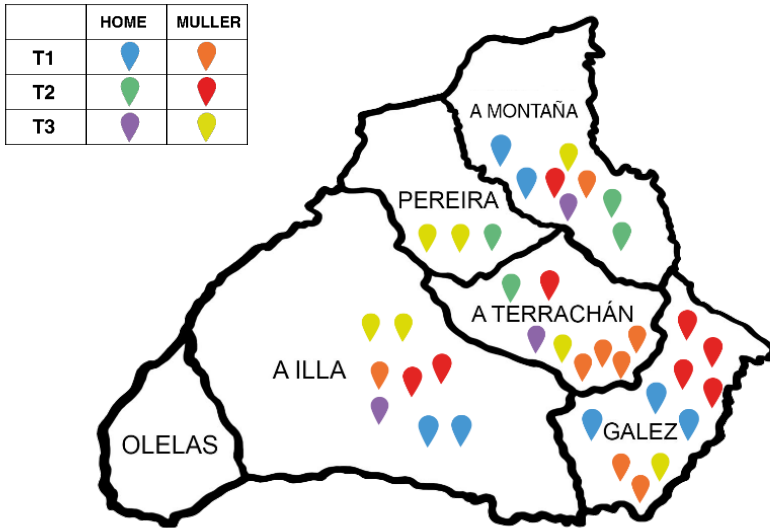 HOME MULLER
T1
T2
T3
A MONTAÑA
PEREIRA
A TERRACHÁN
A ILLA
GALEZ
OLELAS